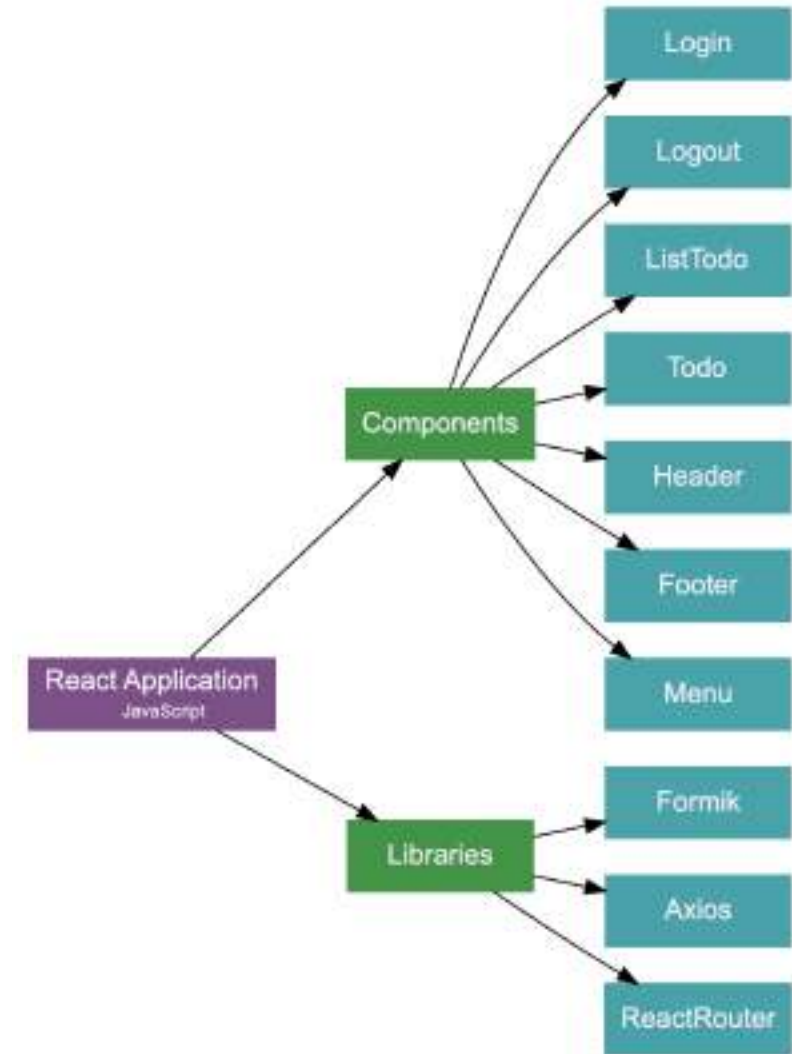 Login
Logout
ListTodo
Todo
Components
Header
Footer
React Application
JavaScript
Menu
Formik
Libraries
Axios
ReactRouter